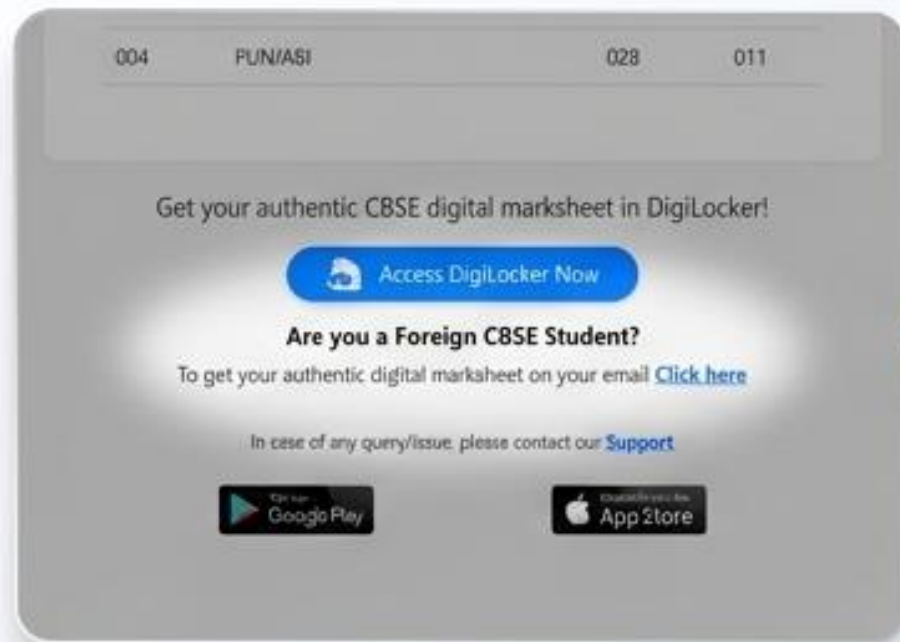 004 PUN/ASI 028 011
Get your authentic CBSE digital marksheet in DigiLocker!
Access DigiLocker Now
Are you a Foreign CBSE Student?
To get your authentic digital marksheet on your email Click here
In case of any query/issue, please contact our Support
Google Play
App 2tore